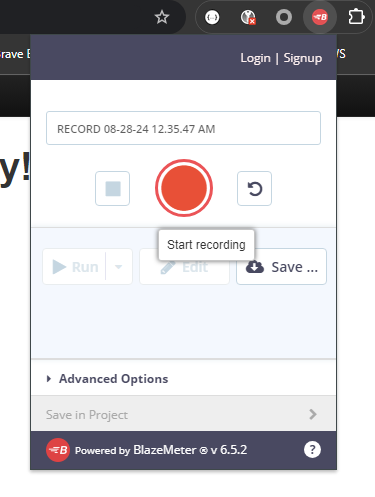 rave B
/S
Login | Signup
y!
RECORD 08-28-24 12.35.47 AM
Start recording
Run
Edit
Save ...
Advanced Options
Save in Project
B Powered by BlazeMeter ® v 6.5.2 ?